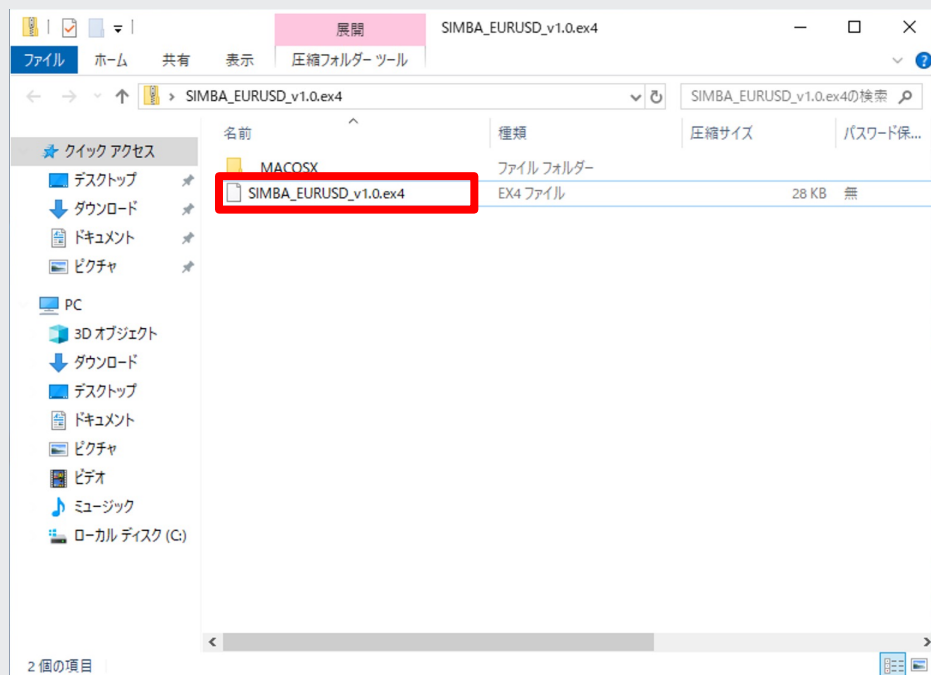 展開
SIMBA_EURUSD_v1.0.ex4
ファイル ホーム 共有 表示 圧縮フォルダー ツール
SIMBA_EURUSD_v1.0.ex4
SIMBA_EURUSD_v1.0.ex4の検索
名前 種類 圧縮サイズ パスワード保...
クイック アクセス
デスクトップ
ダウンロード
ドキュメント
ピクチャ
PC
3D オブジェクト
ダウンロード
デスクトップ
ドキュメント
ピクチャ
ビデオ
ミュージック
ローカル ディスク (C:)
MACOSX ファイル フォルダー
SIMBA_EURUSD_v1.0.ex4 EX4 ファイル 28 KB 無
2 個の項目